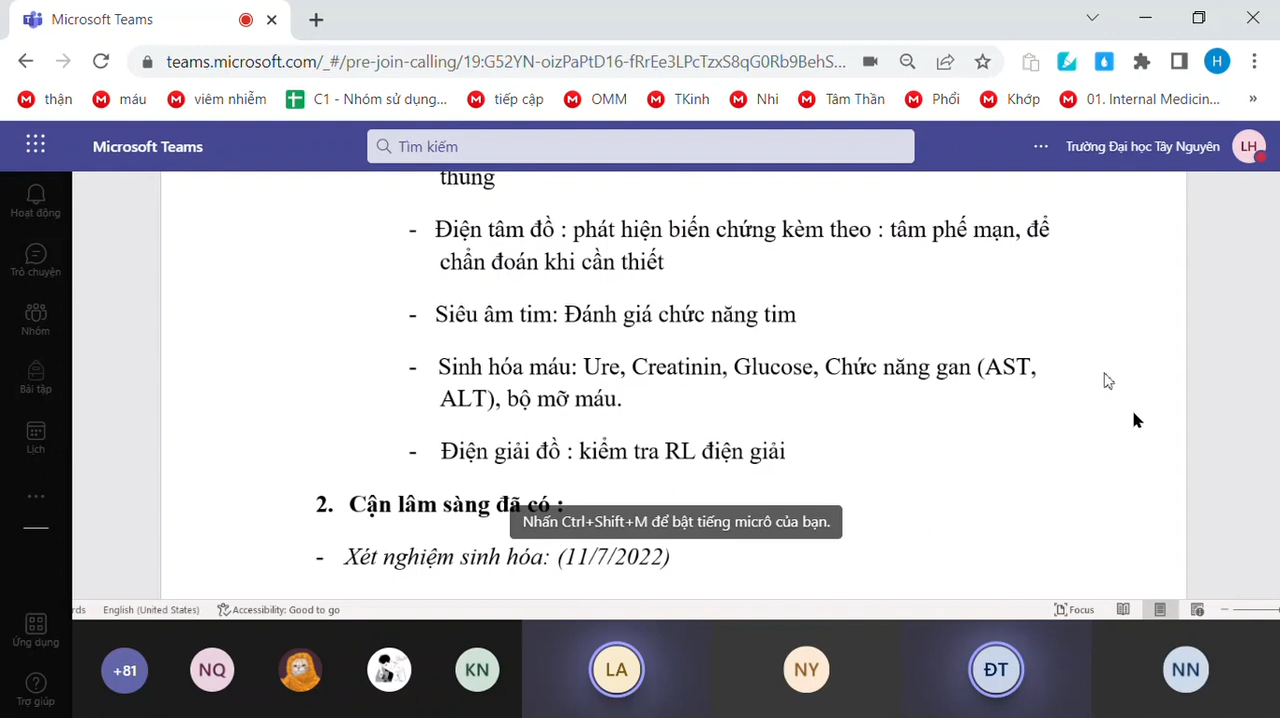 Microsoft Teams
teams.microsoft.com/_#/pre-join-calling/19:G52YN-oizPaPtD16-fRrEe3LPcTzxS8qG0Rb9BehS...
H
thận
máu
viêm nhiễm
C1 - Nhóm sử dụng...
tiếp cập
OMM
TKinh
Nhi
Tâm Thần
Phổi
Khớp
01. Internal Medicin...
»
Microsoft Teams
Tìm kiếm
Trường Đại học Tây Nguyên
LH
Hoạt động
Trò chuyện
Nhóm
Bài tập
Lịch
Ứng dụng
Trợ giúp
thung
- Điện tâm đồ : phát hiện biến chứng kèm theo : tâm phế mạn, để
chẩn đoán khi cần thiết
- Siêu âm tim: Đánh giá chức năng tim
- Sinh hóa máu: Ure, Creatinin, Glucose, Chức năng gan (AST,
ALT), bộ mỡ máu.
- Điện giải đồ : kiểm tra RL điện giải
2. Cận lâm sàng đã có :
Nhấn Ctrl+Shift+M để bật tiếng micrô của bạn.
- Xét nghiệm sinh hóa: (11/7/2022)
rds English (United States) Accessibility: Good to go Focus
+81 NQ KN LA NY ĐT NN